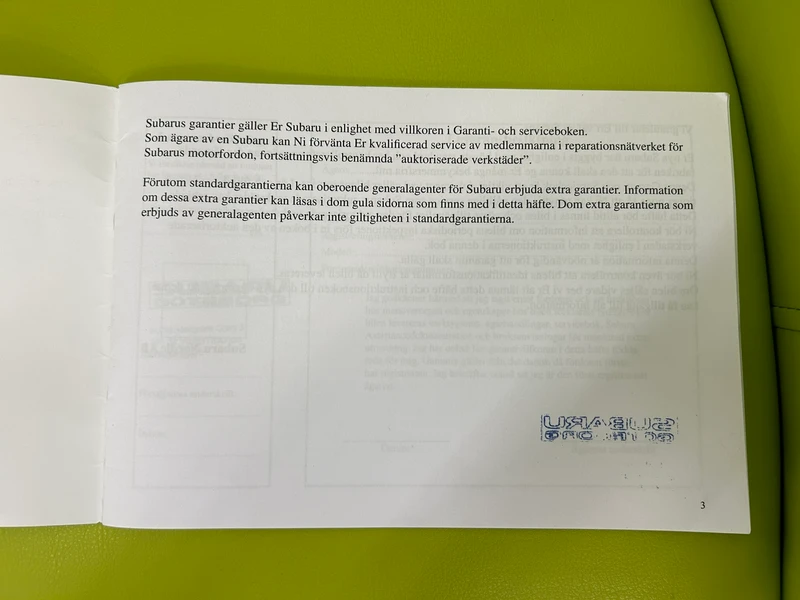 Subarus garantier gäller Er Subaru i enlighet med villkoren i Garanti- och serviceboken.
Som ägare av en Subaru kan Ni förvänta Er kvalificerad service av medlemmarna i reparationsnätverket för
Subarus motorfordon, fortsättningsvis benämnda ”auktoriserade verkstäder”.
Förutom standardgarantierna kan oberoende generalagenter för Subaru erbjuda extra garantier. Information
om dessa extra garantier kan läsas i dom gula sidorna som finns med i detta häfte. Dom extra garantierna som
erbjuds av generalagenten påverkar inte giltigheten i standardgarantierna.
SUBARU
3